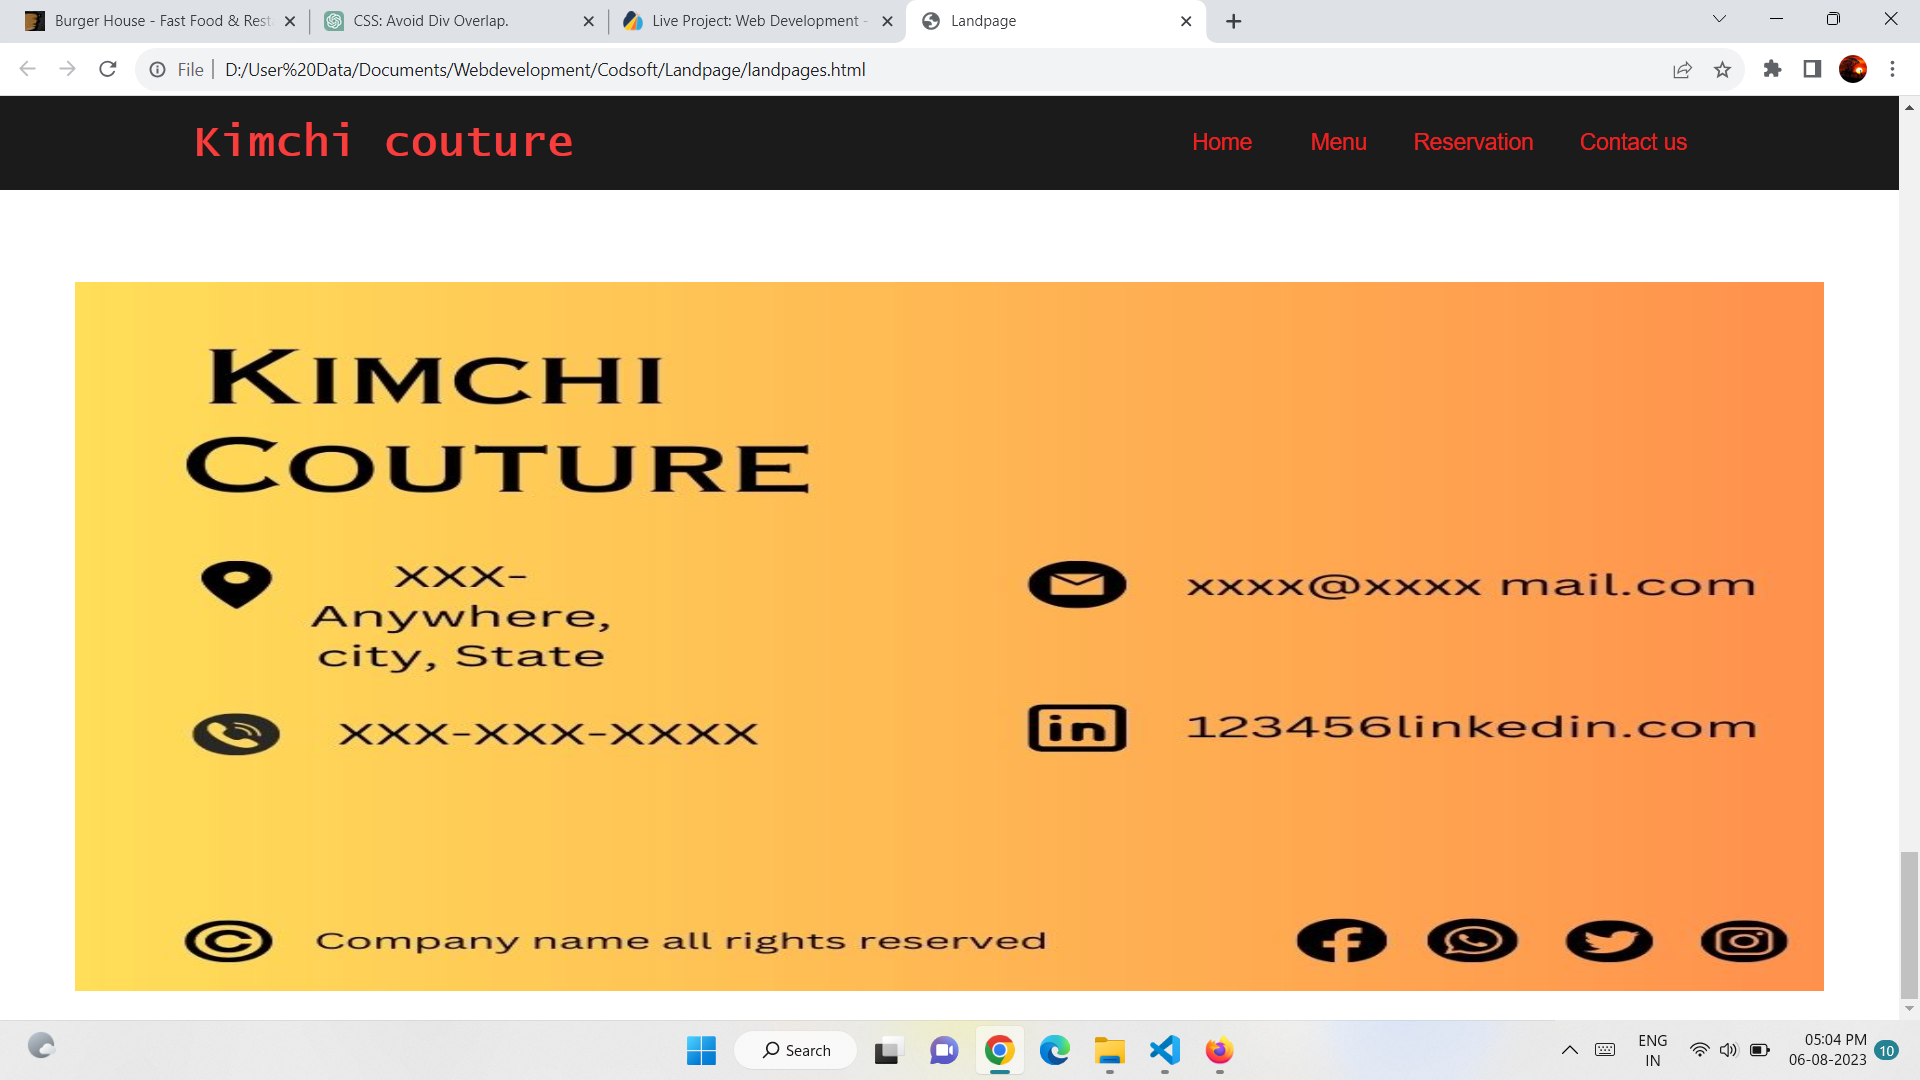 Burger House - Fast Food & Rest
CSS: Avoid Div Overlap.
Live Project: Web Development -
Landpage
File
D:/User%20Data/Documents/Webdevelopment/Codsoft/Landpage/landpages.html
Kimchi couture
Home Menu Reservation Contact us
KIMCHI
COUTURE
XXX-
Anywhere,
city, State
xxxx@xxxx mail.com
XXX-XXX-XXXX
in
123456linkedin.com
© Company name all rights reserved
Search
ENG
IN
05:04 PM
06-08-2023
10